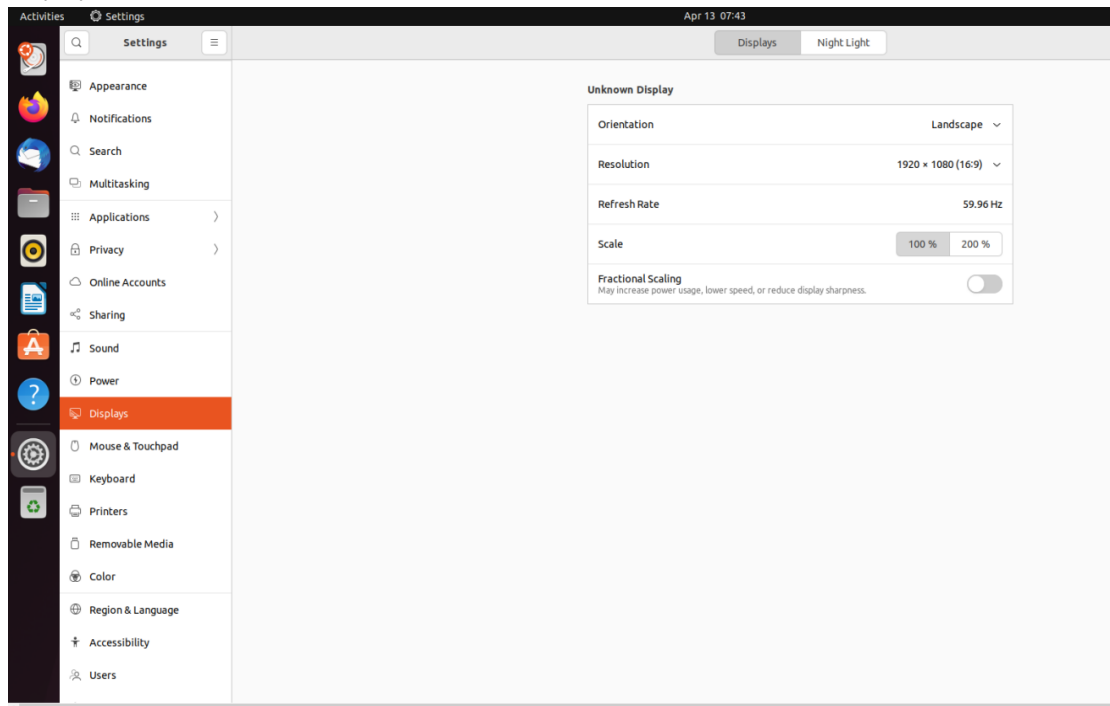 Activities Settings Apr 13 07:43
Settings
Displays Night Light
Appearance
Notifications
Search
Multitasking
Applications
Privacy
Online Accounts
Sharing
Sound
Power
Displays
Mouse & Touchpad
Keyboard
Printers
Removable Media
Color
Region & Language
Accessibility
Users
Unknown Display
Orientation Landscape
Resolution 1920 × 1080 (16:9)
Refresh Rate 59.96 Hz
Scale 100 % 200 %
Fractional Scaling
May increase power usage, lower speed, or reduce display sharpness.